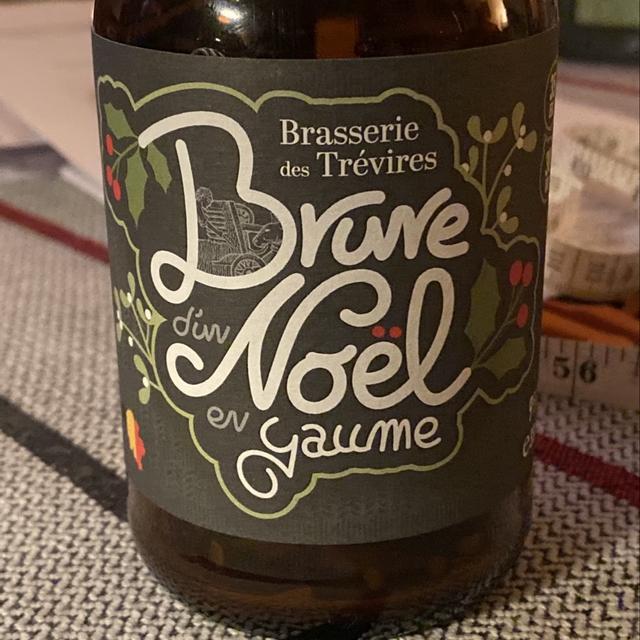 Brasserie
des Trévires
Brune
d'un
Noël
en
Gaume
56